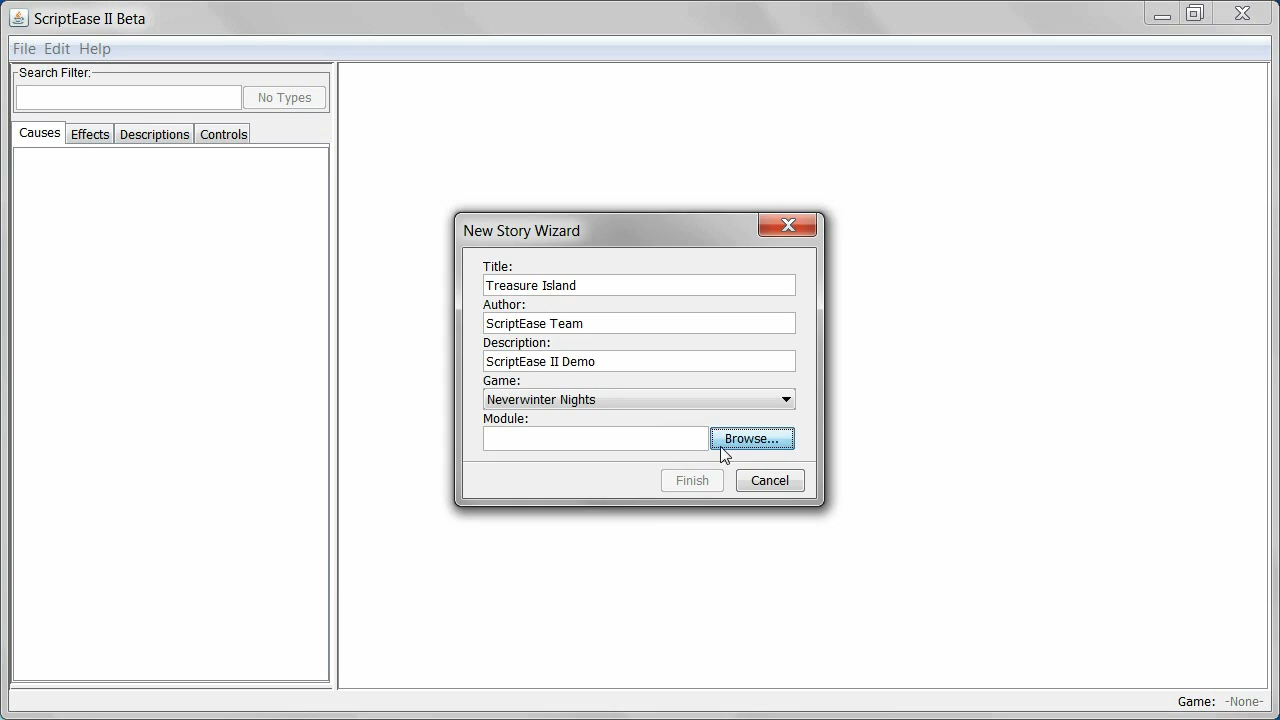 ScriptEase II Beta
File Edit Help
Search Filter:
No Types
Causes Effects Descriptions Controls
New Story Wizard
Title:
Treasure Island
Author:
ScriptEase Team
Description:
ScriptEase II Demo
Game:
Neverwinter Nights
Module:
Browse...
Finish Cancel
Game: -None-